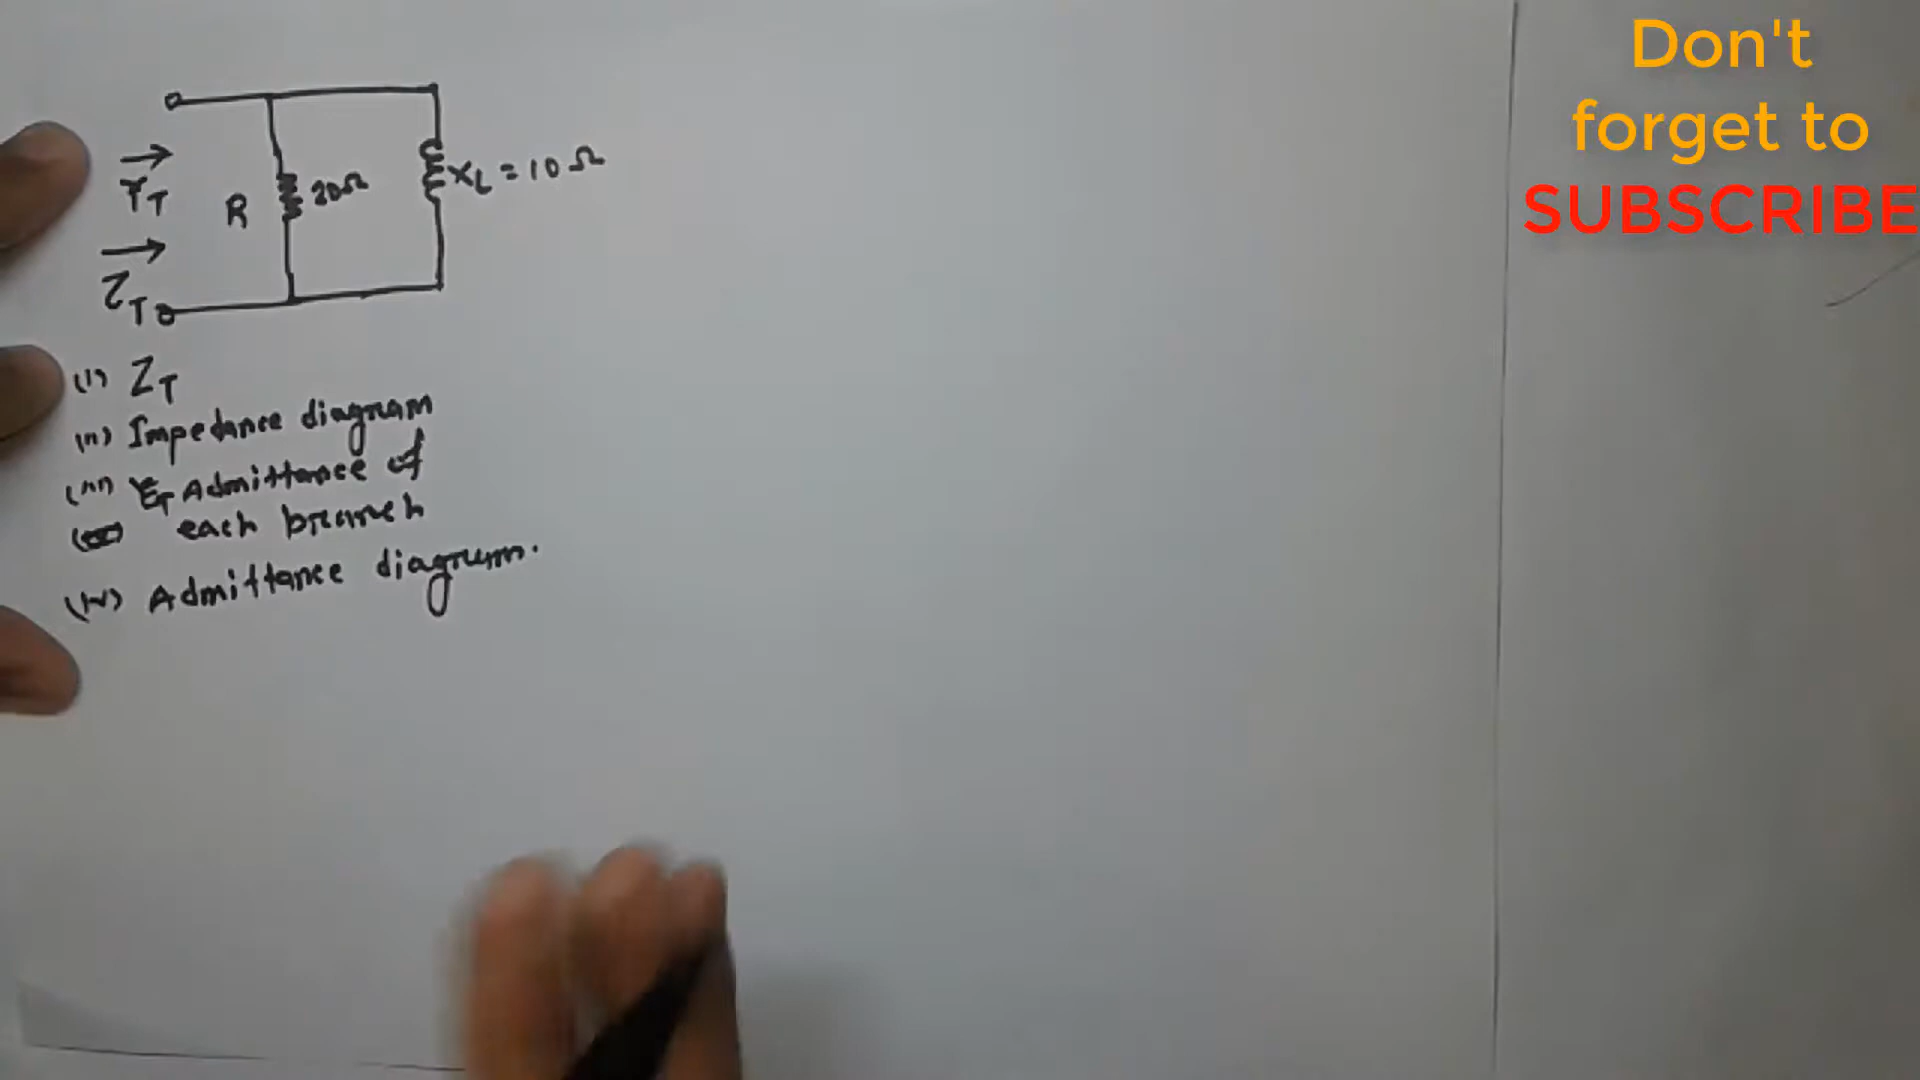 Don't
forget to
SUBSCRIBE
Y_T
R
20Ω
X_L = 10 Ω
Z_T
(i) Z_T
(ii) Impedance diagram
(iii) Admittance of
each branch
(iv) Admittance diagram.